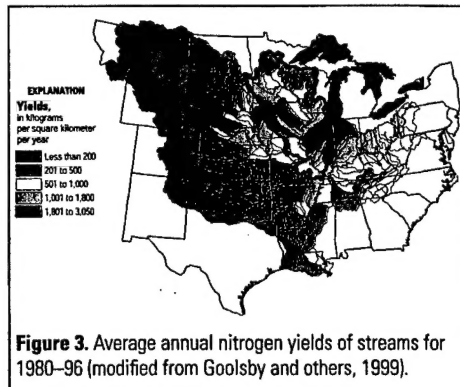 EXPLANATION
Yields,
in kilograms
per square kilometer
per year
Less than 200
201 to 500
501 to 1,000
1,001 to 1,800
1,801 to 3,050
Figure 3. Average annual nitrogen yields of streams for
1980–96 (modified from Goolsby and others, 1999).